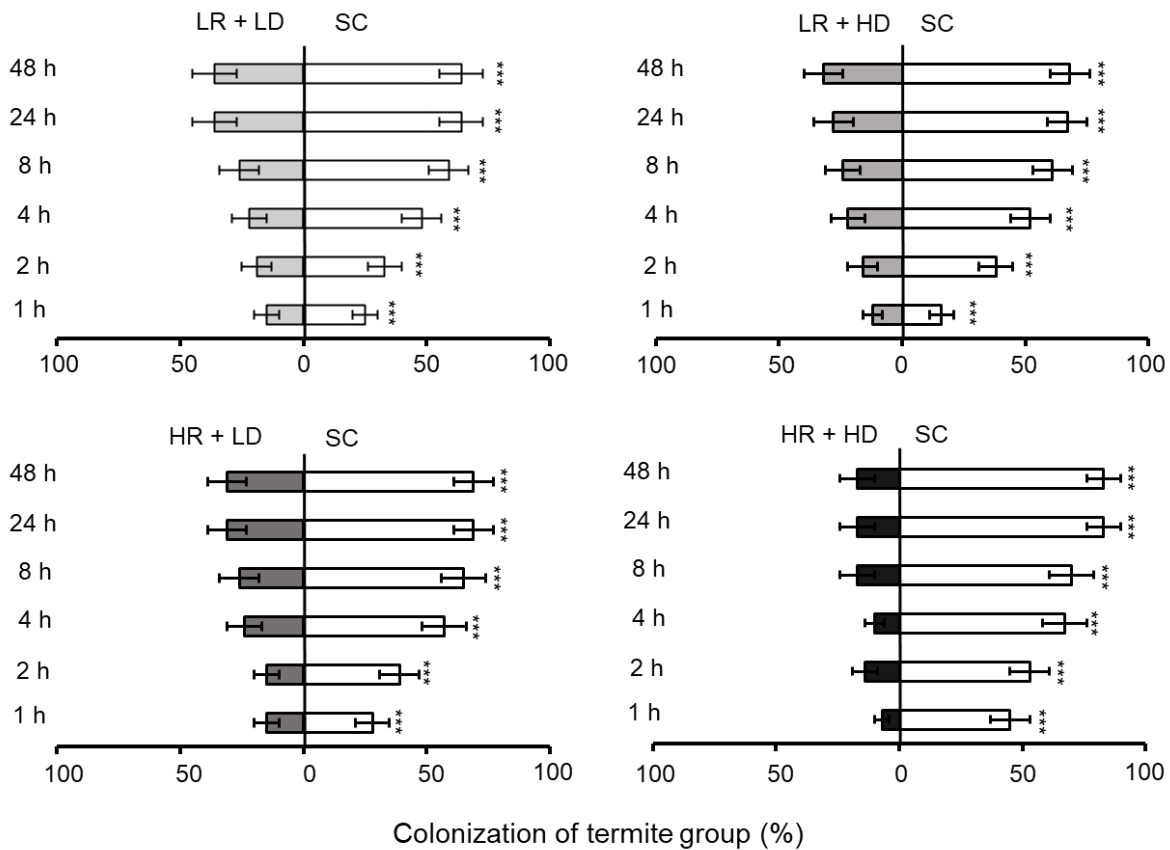 LR + LD SC
48 h ***
24 h ***
8 h ***
4 h ***
2 h ***
1 h ***
100 50 0 50 100
LR + HD SC
48 h ***
24 h ***
8 h ***
4 h ***
2 h ***
1 h ***
100 50 0 50 100
HR + LD SC
48 h ***
24 h ***
8 h ***
4 h ***
2 h ***
1 h ***
100 50 0 50 100
HR + HD SC
48 h ***
24 h ***
8 h ***
4 h ***
2 h ***
1 h ***
100 50 0 50 100
Colonization of termite group (%)